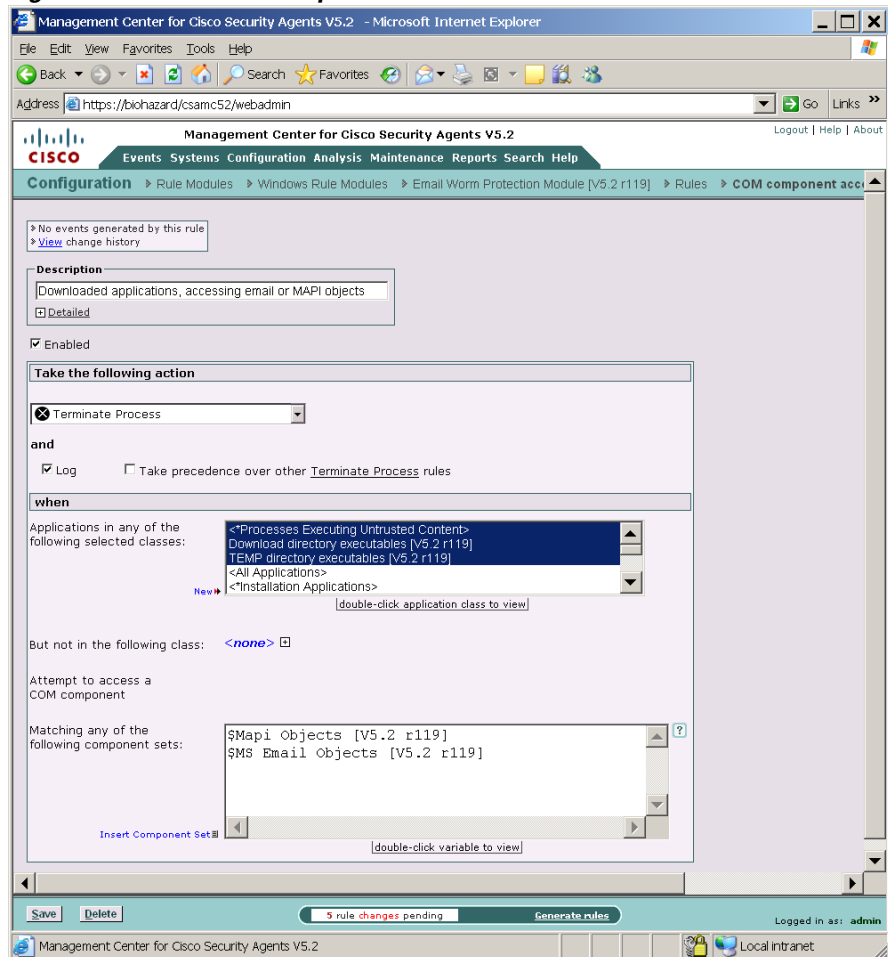 Management Center for Cisco Security Agents V5.2 - Microsoft Internet Explorer
File Edit View Favorites Tools Help
Back Search Favorites
Address https://biohazard/csamc52/webadmin Go Links »
Management Center for Cisco Security Agents V5.2 Logout | Help | About
CISCO Events Systems Configuration Analysis Maintenance Reports Search Help
Configuration Rule Modules Windows Rule Modules Email Worm Protection Module [V5.2 r119] Rules COM component acc
No events generated by this rule
View change history
Description
Downloaded applications, accessing email or MAPI objects
Detailed
Enabled
Take the following action
Terminate Process
and
Log Take precedence over other Terminate Process rules
when
Applications in any of the
following selected classes:
<*Processes Executing Untrusted Content>
Download directory executables [V5.2 r119]
TEMP directory executables [V5.2 r119]
<All Applications>
<*Installation Applications>
New
double-click application class to view
But not in the following class: <none>
Attempt to access a
COM component
Matching any of the
following component sets:
$Mapi Objects [V5.2 r119]
$MS Email Objects [V5.2 r119]
?
Insert Component Set
double-click variable to view
Save Delete 5 rule changes pending Generate rules Logged in as: admin
Management Center for Cisco Security Agents V5.2 Local intranet